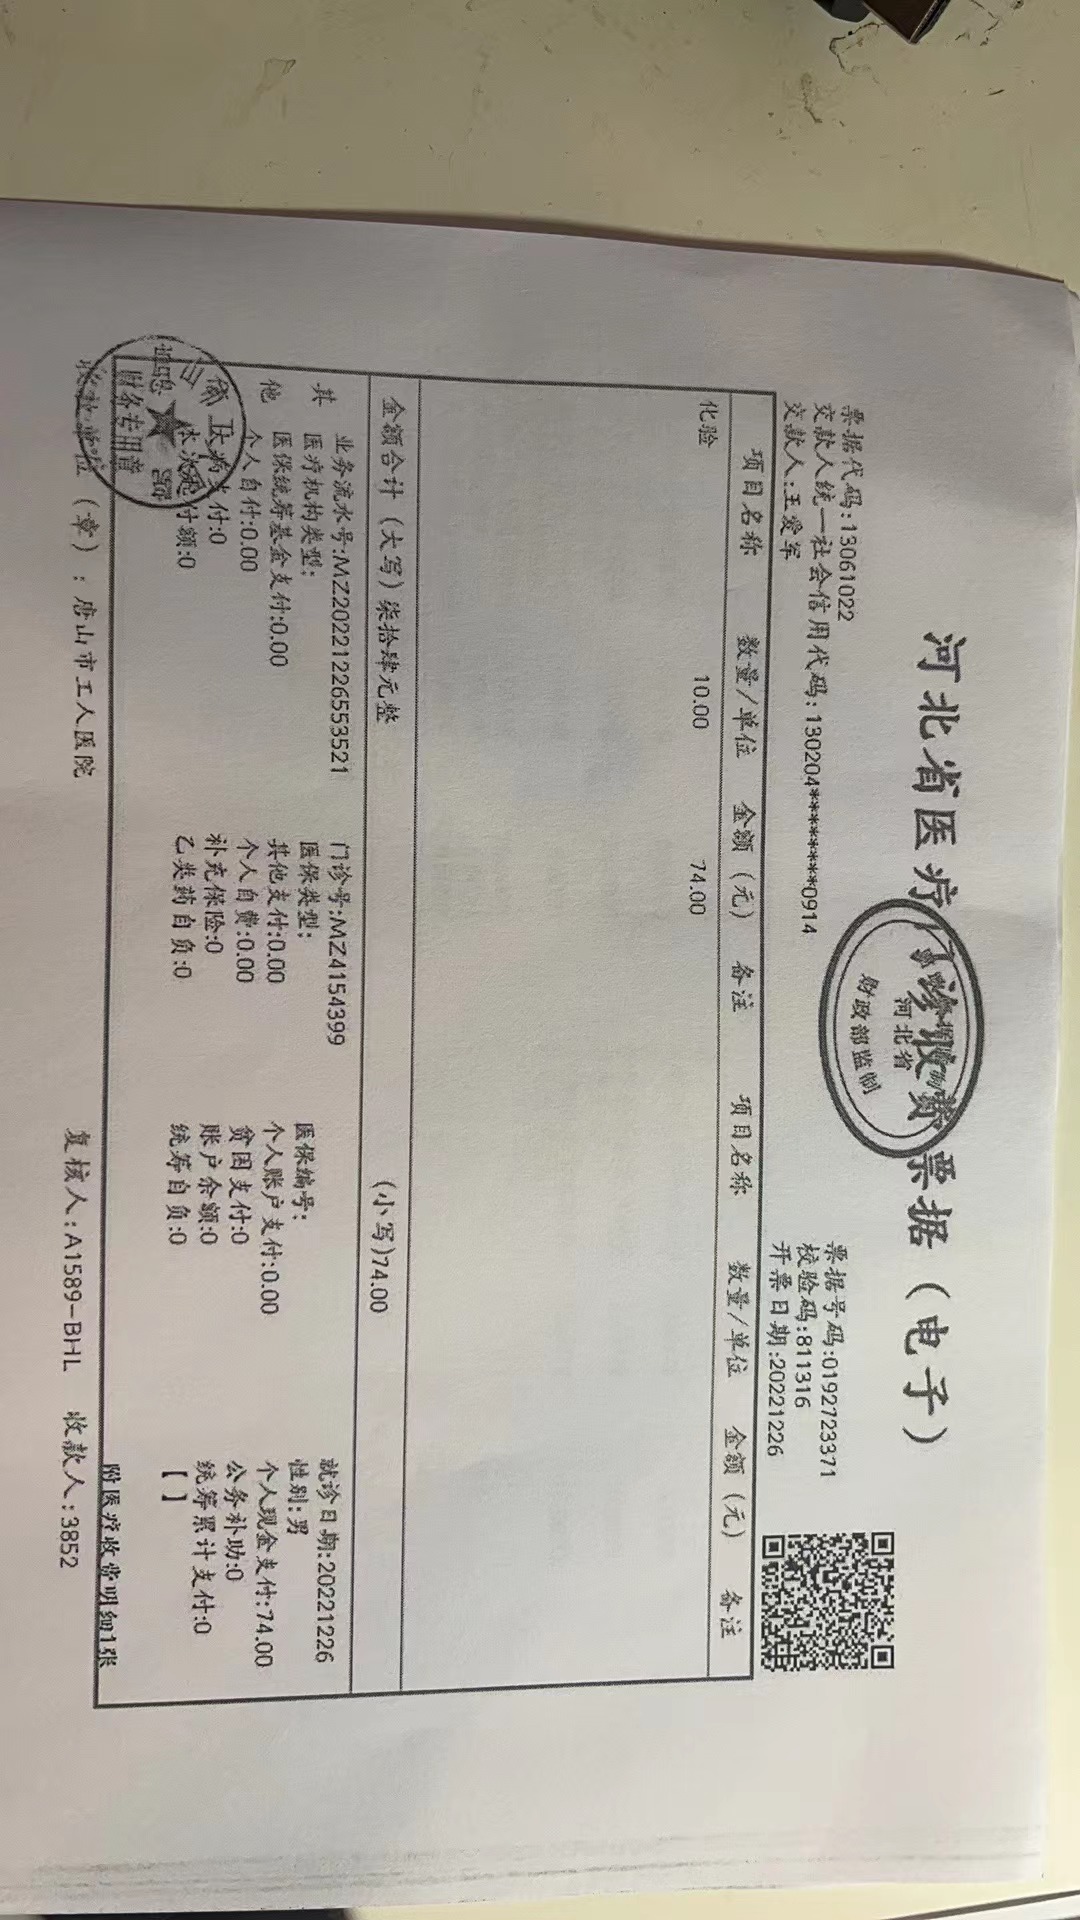 河北省医疗门诊收费票据（电子）
河北省
财政部监制
票据代码:13061022
交款人统一社会信用代码:130204********0914
交款人:王爱军
票据号码:0192723371
校验码:811316
开票日期:20221226
项目名称 数量/单位 金额（元） 备注 项目名称 数量/单位 金额（元） 备注
化验 10.00 74.00
金额合计（大写）柒拾肆元整 (小写)74.00
其他信
业务流水号:MZ20221226553521 门诊号:MZ4154399 就诊日期:20221226
医疗机构类型: 医保类型: 医保编号: 性别:男
医保统筹基金支付:0.00 其他支付:0.00 个人账户支付:0.00 个人现金支付:74.00
个人自付:0.00 个人自费:0.00 贫困支付:0 公务补助:0
大病支付:0 补充保险:0 账户余额:0 统筹累计支付:0
本次起付额:0 乙类药自负:0 统筹自负:0 【 】
财务专用章
附医疗收费明细1张
收款单位（章）:唐山市工人医院 复核人:A1589-BHL 收款人:3852